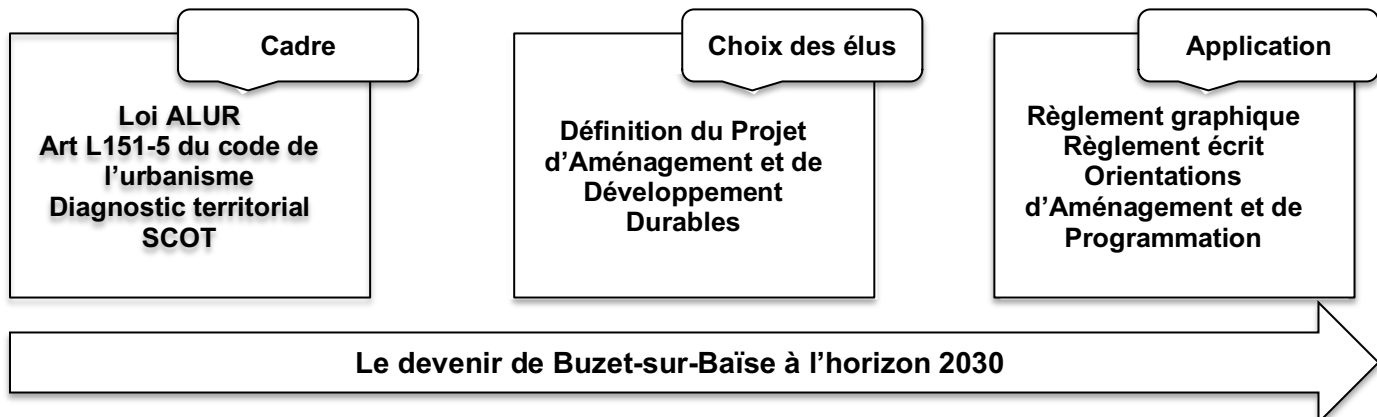 Cadre
Loi ALUR
Art L151-5 du code de
l’urbanisme
Diagnostic territorial
SCOT
Choix des élus
Définition du Projet
d’Aménagement et de
Développement
Durables
Application
Règlement graphique
Règlement écrit
Orientations
d’Aménagement et de
Programmation
Le devenir de Buzet-sur-Baïse à l’horizon 2030